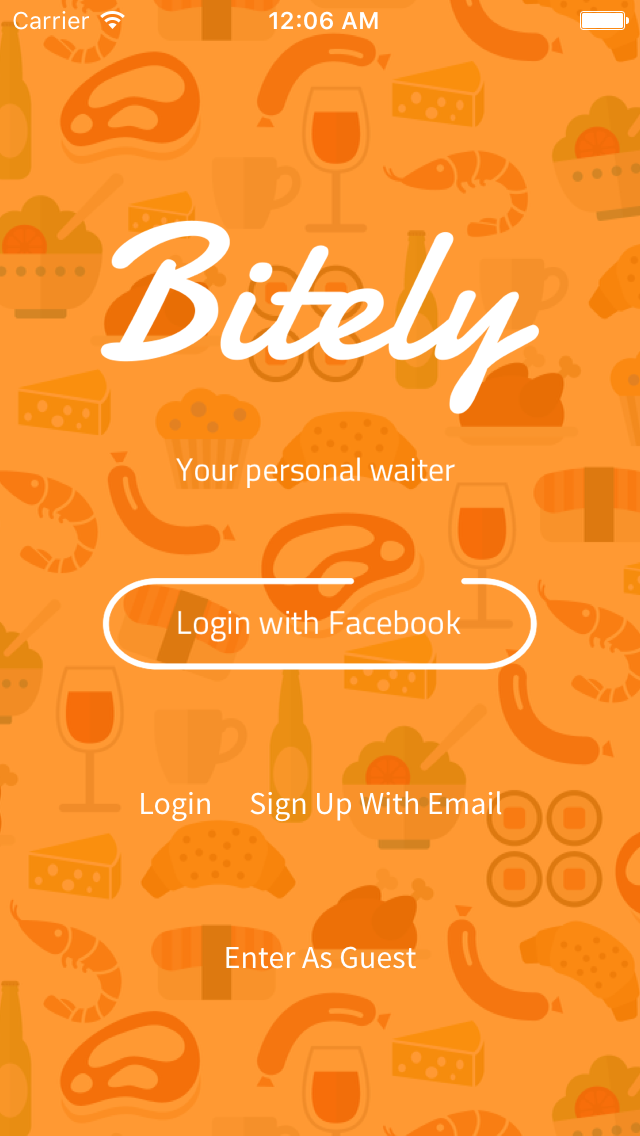 Carrier 12:06 AM
Bitely
Your personal waiter
Login with Facebook
Login Sign Up With Email
Enter As Guest